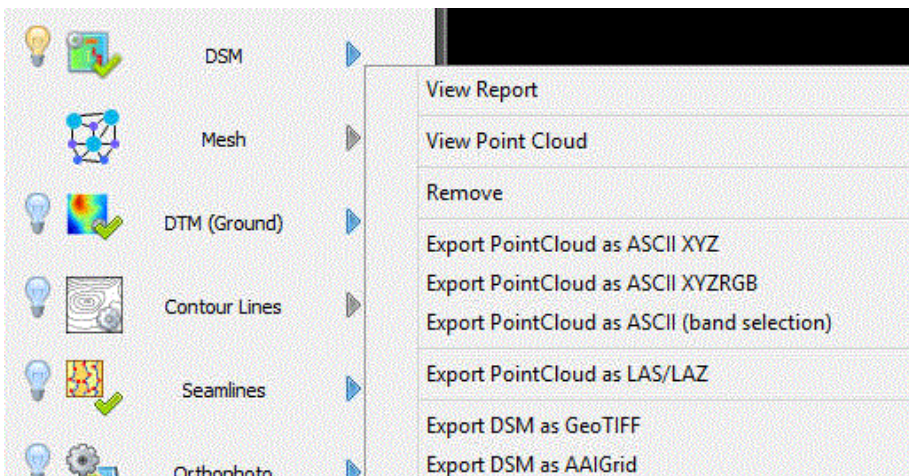 DSM
Mesh
DTM (Ground)
Contour Lines
Seamlines
Orthophoto
View Report
View Point Cloud
Remove
Export PointCloud as ASCII XYZ
Export PointCloud as ASCII XYZRGB
Export PointCloud as ASCII (band selection)
Export PointCloud as LAS/LAZ
Export DSM as GeoTIFF
Export DSM as AAIGrid